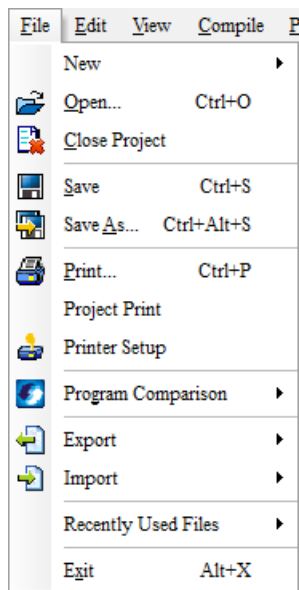 File Edit View Compile P
New
Open... Ctrl+O
Close Project
Save Ctrl+S
Save As... Ctrl+Alt+S
Print... Ctrl+P
Project Print
Printer Setup
Program Comparison
Export
Import
Recently Used Files
Exit Alt+X